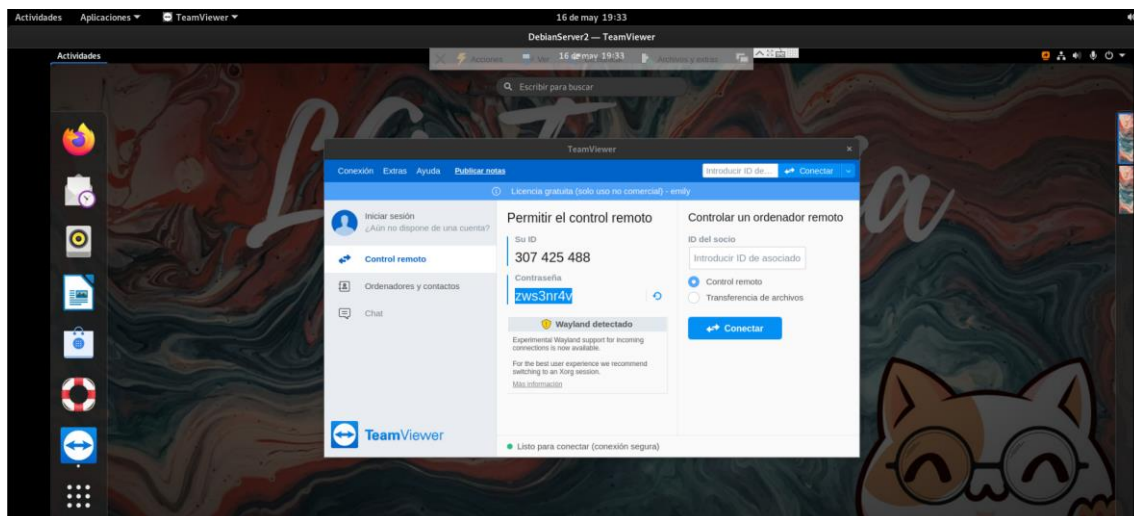 Actividades Aplicaciones TeamViewer 16 de may 19:33
DebianServer2 — TeamViewer
Actividades Acciones Ver 16 de may 19:33 Archivos y extras
Escribir para buscar
TeamViewer
Conexión Extras Ayuda Publicar notas Introducir ID de... Conectar
Licencia gratuita (solo uso no comercial) - emily
Iniciar sesión
¿Aún no dispone de una cuenta?
Control remoto
Ordenadores y contactos
Chat
TeamViewer
Permitir el control remoto
Su ID
307 425 488
Contraseña
zws3nr4v
Wayland detectado
Experimental Wayland support for incoming
connections is now available.
For the best user experience we recommend
switching to an Xorg session.
Más información
Controlar un ordenador remoto
ID del socio
Introducir ID de asociado
Control remoto
Transferencia de archivos
Conectar
Listo para conectar (conexión segura)